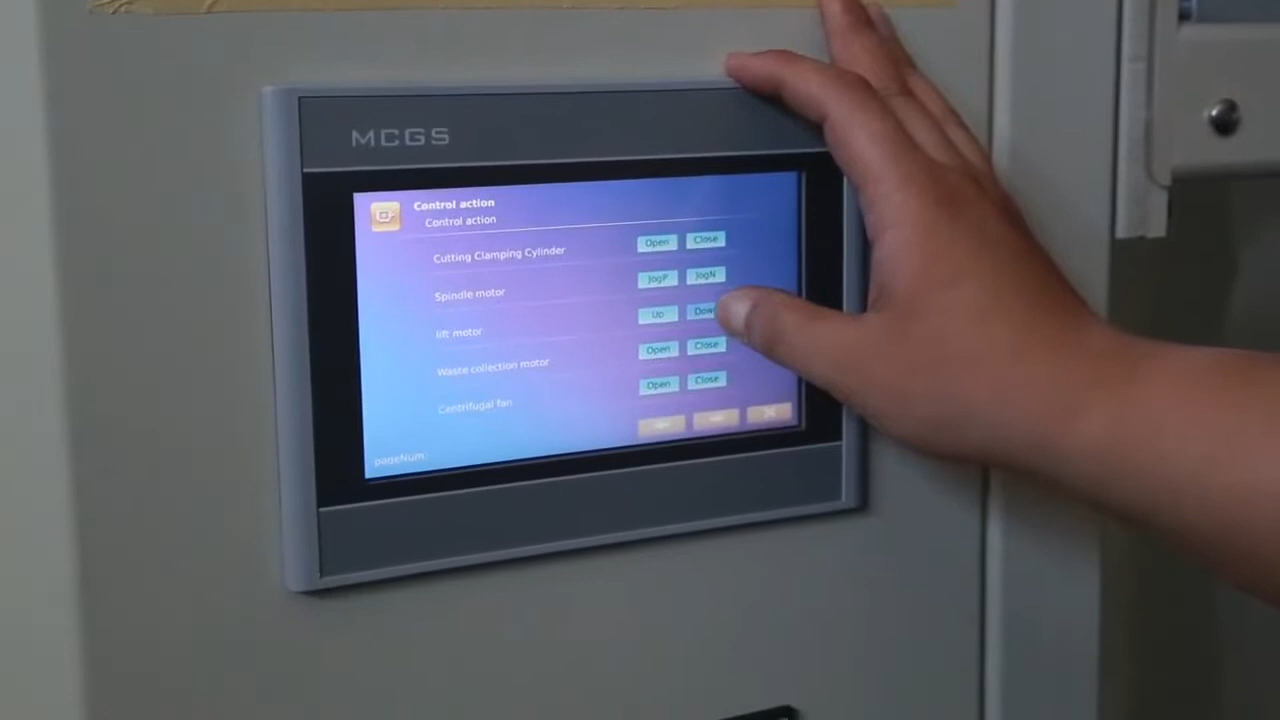 MCGS
Control action
Control action
Cutting Clamping Cylinder Open Close
Spindle motor JogP JogN
lift motor Up Down
Waste collection motor Open Close
Centrifugal fan Open Close
pageNum: